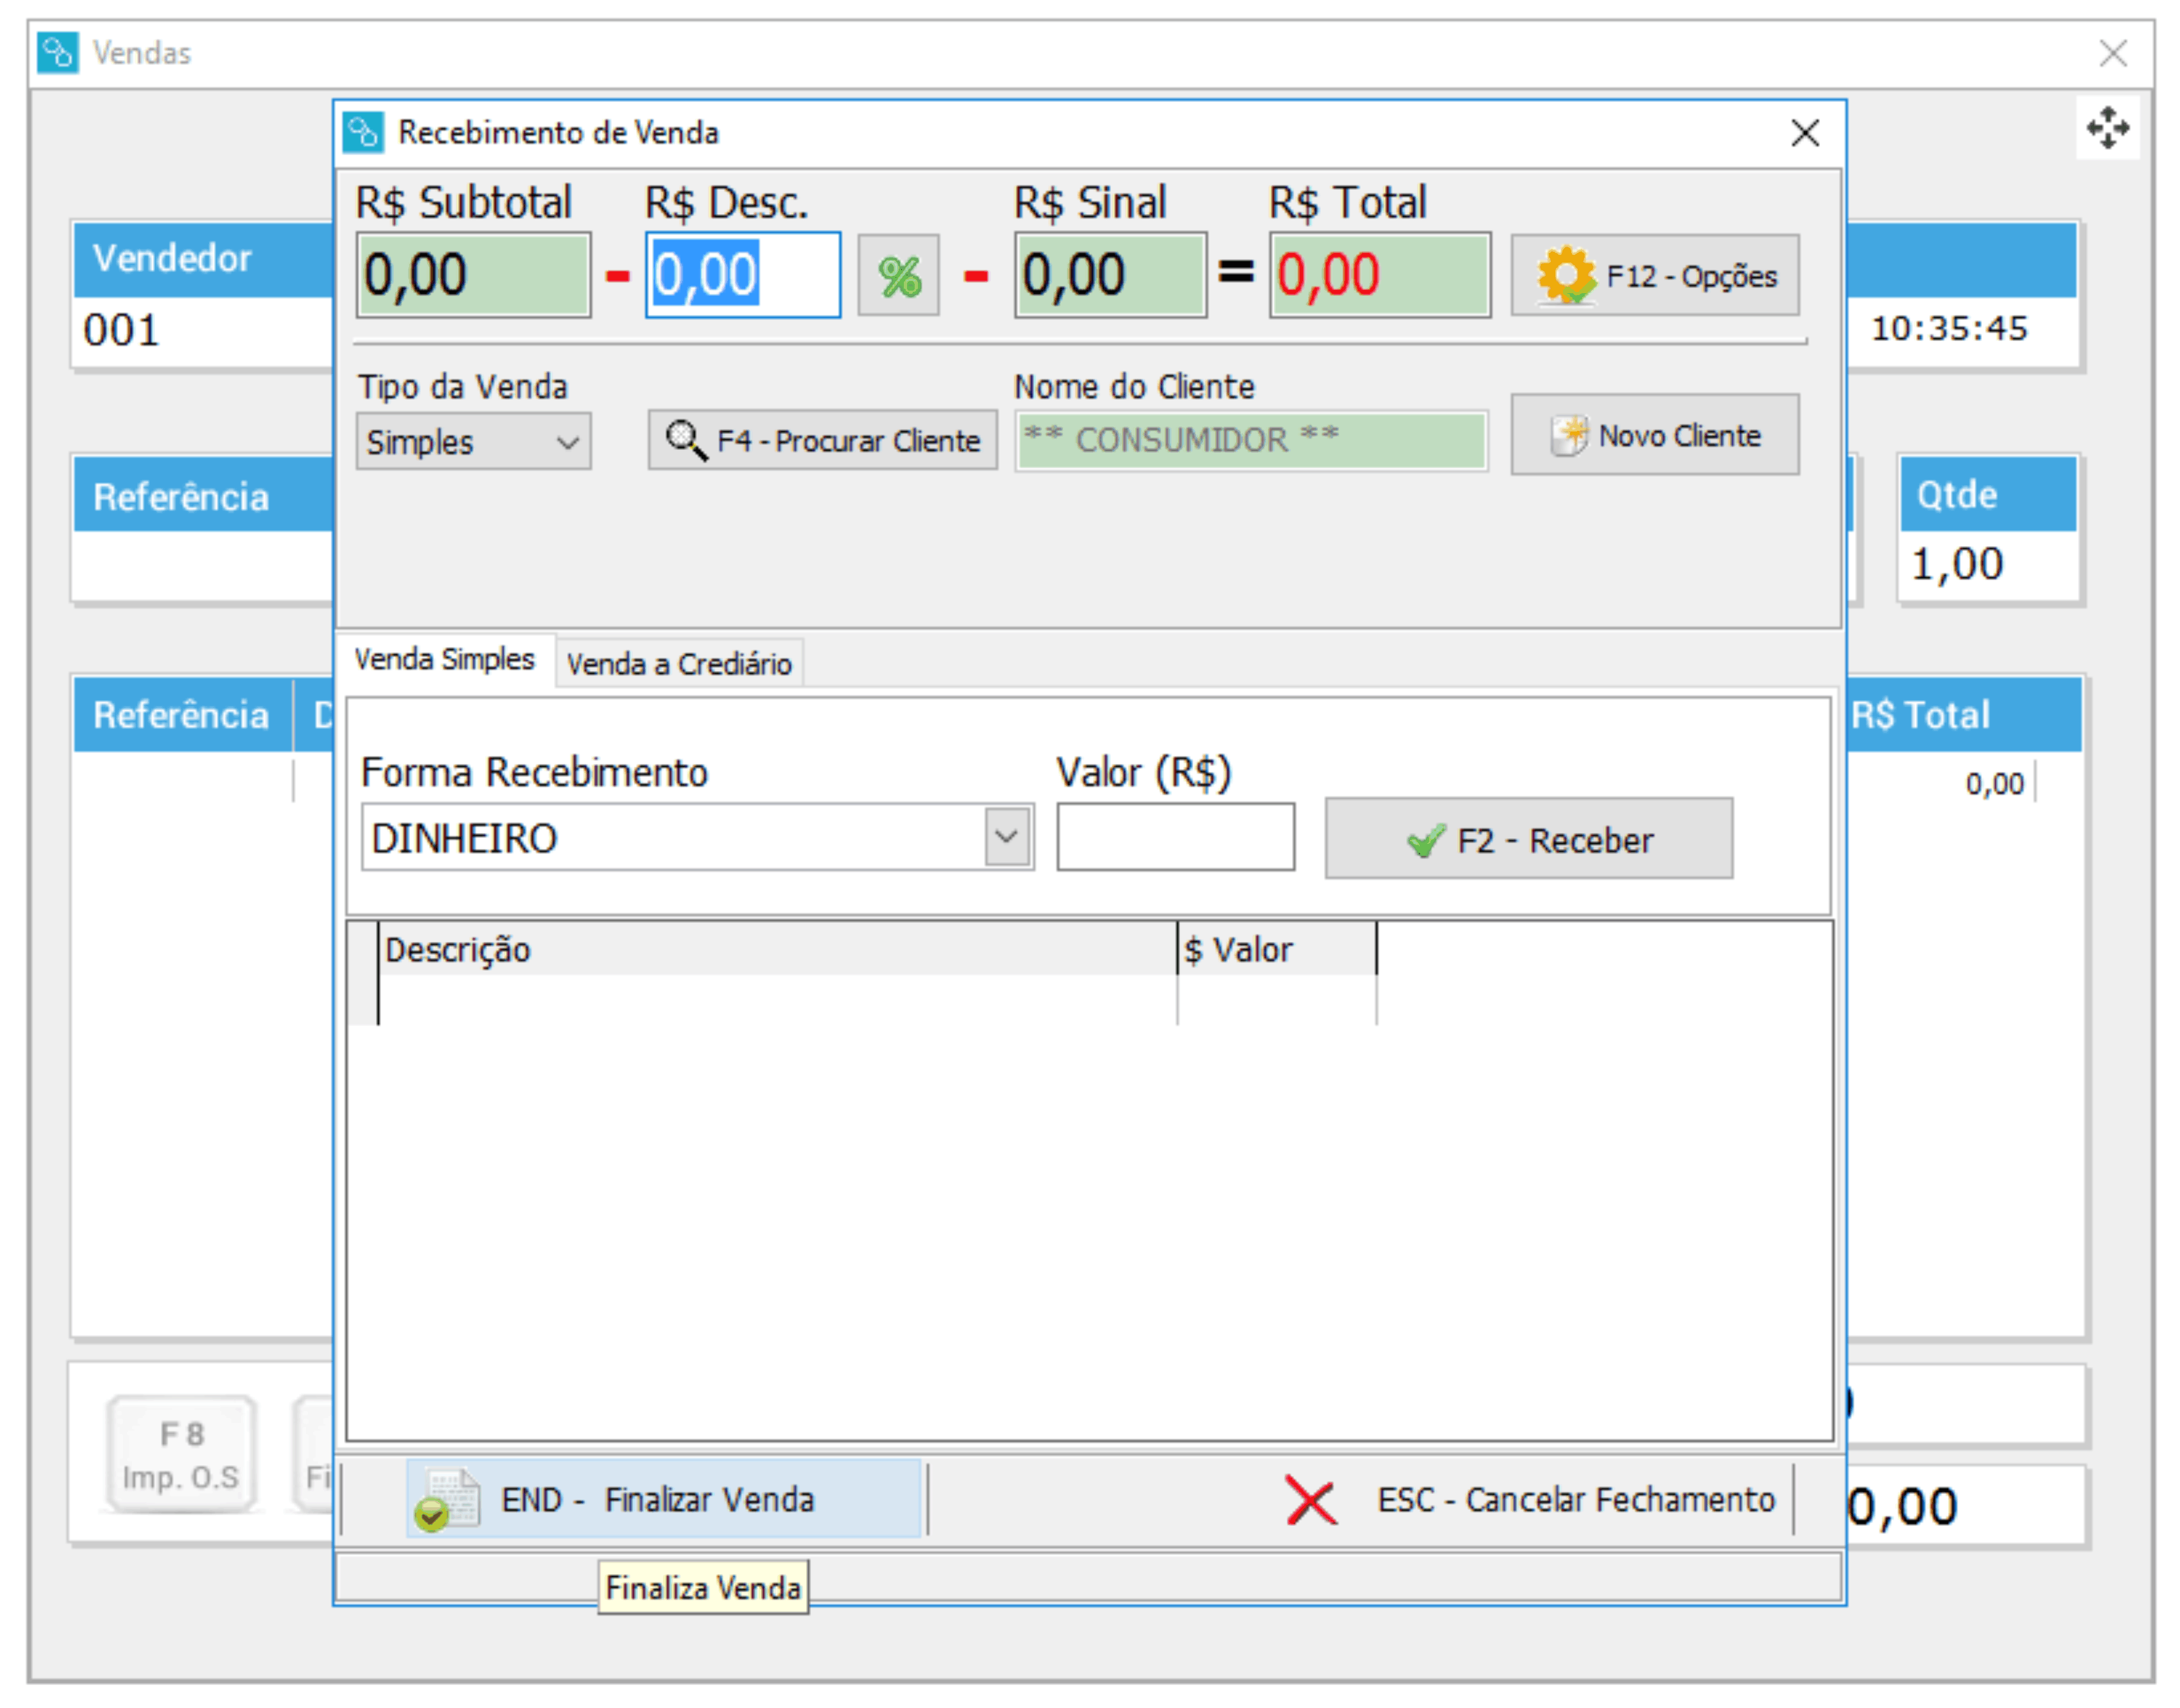 Vendas
Recebimento de Venda
R$ Subtotal R$ Desc. R$ Sinal R$ Total
0,00 - 0,00 % - 0,00 = 0,00 F12 - Opções
Vendedor
001
10:35:45
Tipo da Venda Nome do Cliente
Simples F4 - Procurar Cliente ** CONSUMIDOR ** Novo Cliente
Referência
Qtde
1,00
Venda Simples Venda a Crediário
Referência D R$ Total
0,00
Forma Recebimento Valor (R$)
DINHEIRO F2 - Receber
Descrição $ Valor
F 8
Imp. O.S Fi
END - Finalizar Venda ESC - Cancelar Fechamento
0,00
Finaliza Venda